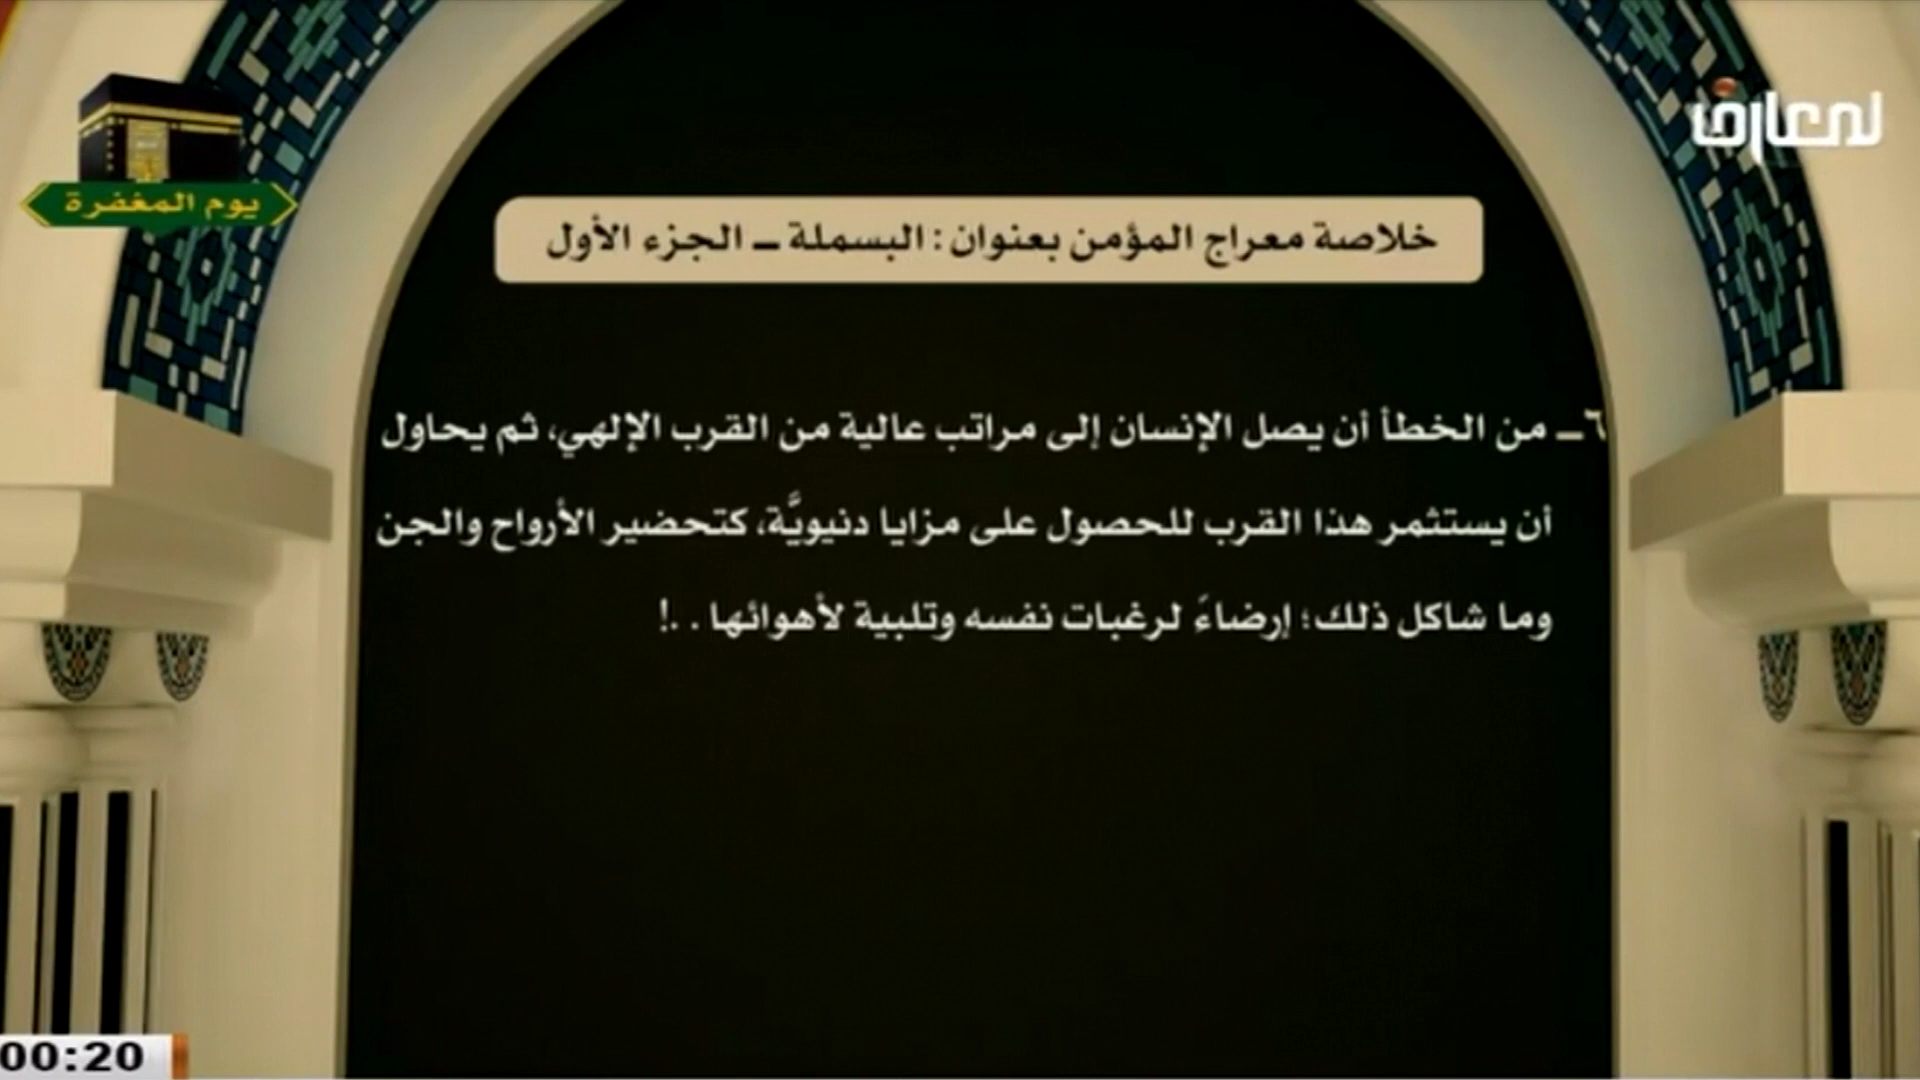 لمعارف
يوم المغفرة
خلاصة معراج المؤمن بعنوان : البسملة ـ الجزء الأول
٦ـ من الخطأ أن يصل الإنسان إلى مراتب عالية من القرب الإلهي، ثم يحاول
أن يستثمر هذا القرب للحصول على مزايا دنيويَّة، كتحضير الأرواح والجن
وما شاكل ذلك؛ إرضاءً لرغبات نفسه وتلبية لأهوائها . . !
00:20